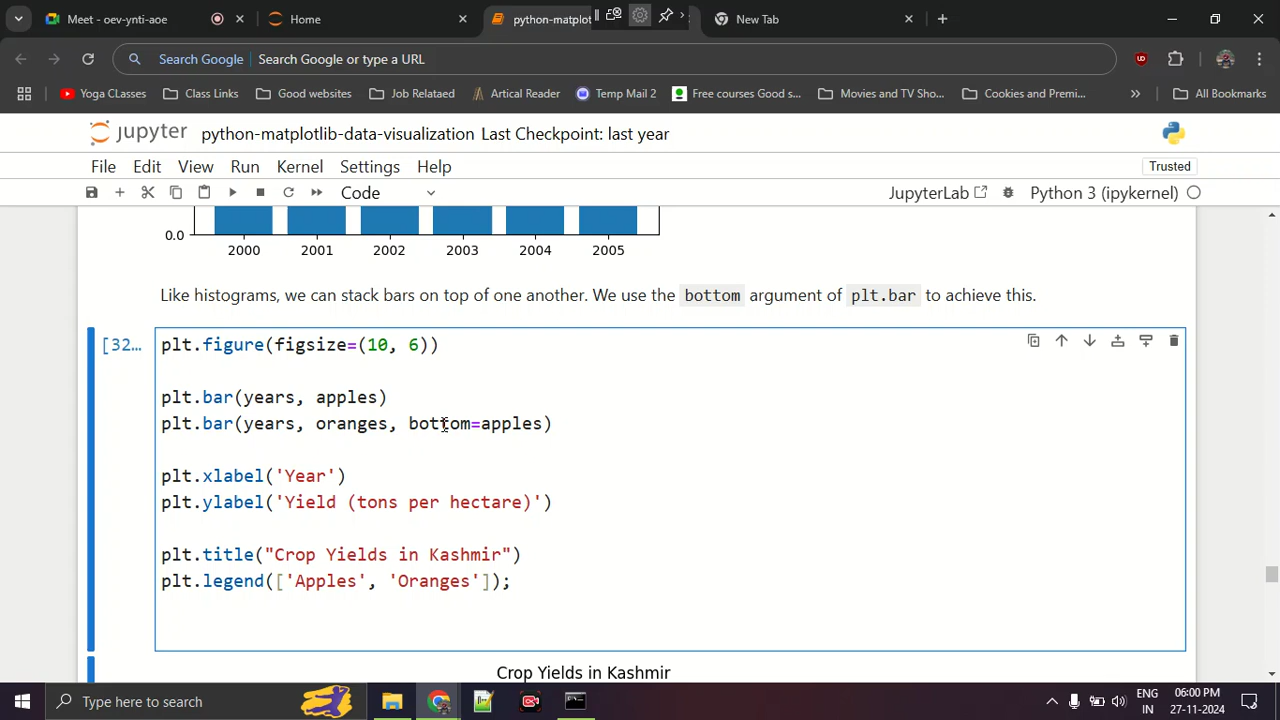 Meet - oev-ynti-aoe
Home
python-matplot
New Tab
Search Google
Search Google or type a URL
Yoga CLasses
Class Links
Good websites
Job Relataed
Artical Reader
Temp Mail 2
Free courses Good s...
Movies and TV Sho...
Cookies and Premi...
All Bookmarks
jupyter
python-matplotlib-data-visualization Last Checkpoint: last year
File Edit View Run Kernel Settings Help
Trusted
Code
JupyterLab
Python 3 (ipykernel)
0.0
2000 2001 2002 2003 2004 2005
Like histograms, we can stack bars on top of one another. We use the bottom argument of plt.bar to achieve this.
[32...
plt.figure(figsize=(10, 6))
plt.bar(years, apples)
plt.bar(years, oranges, bottom=apples)
plt.xlabel('Year')
plt.ylabel('Yield (tons per hectare)')
plt.title("Crop Yields in Kashmir")
plt.legend(['Apples', 'Oranges']);
Crop Yields in Kashmir
Type here to search
ENG
IN
06:00 PM
27-11-2024